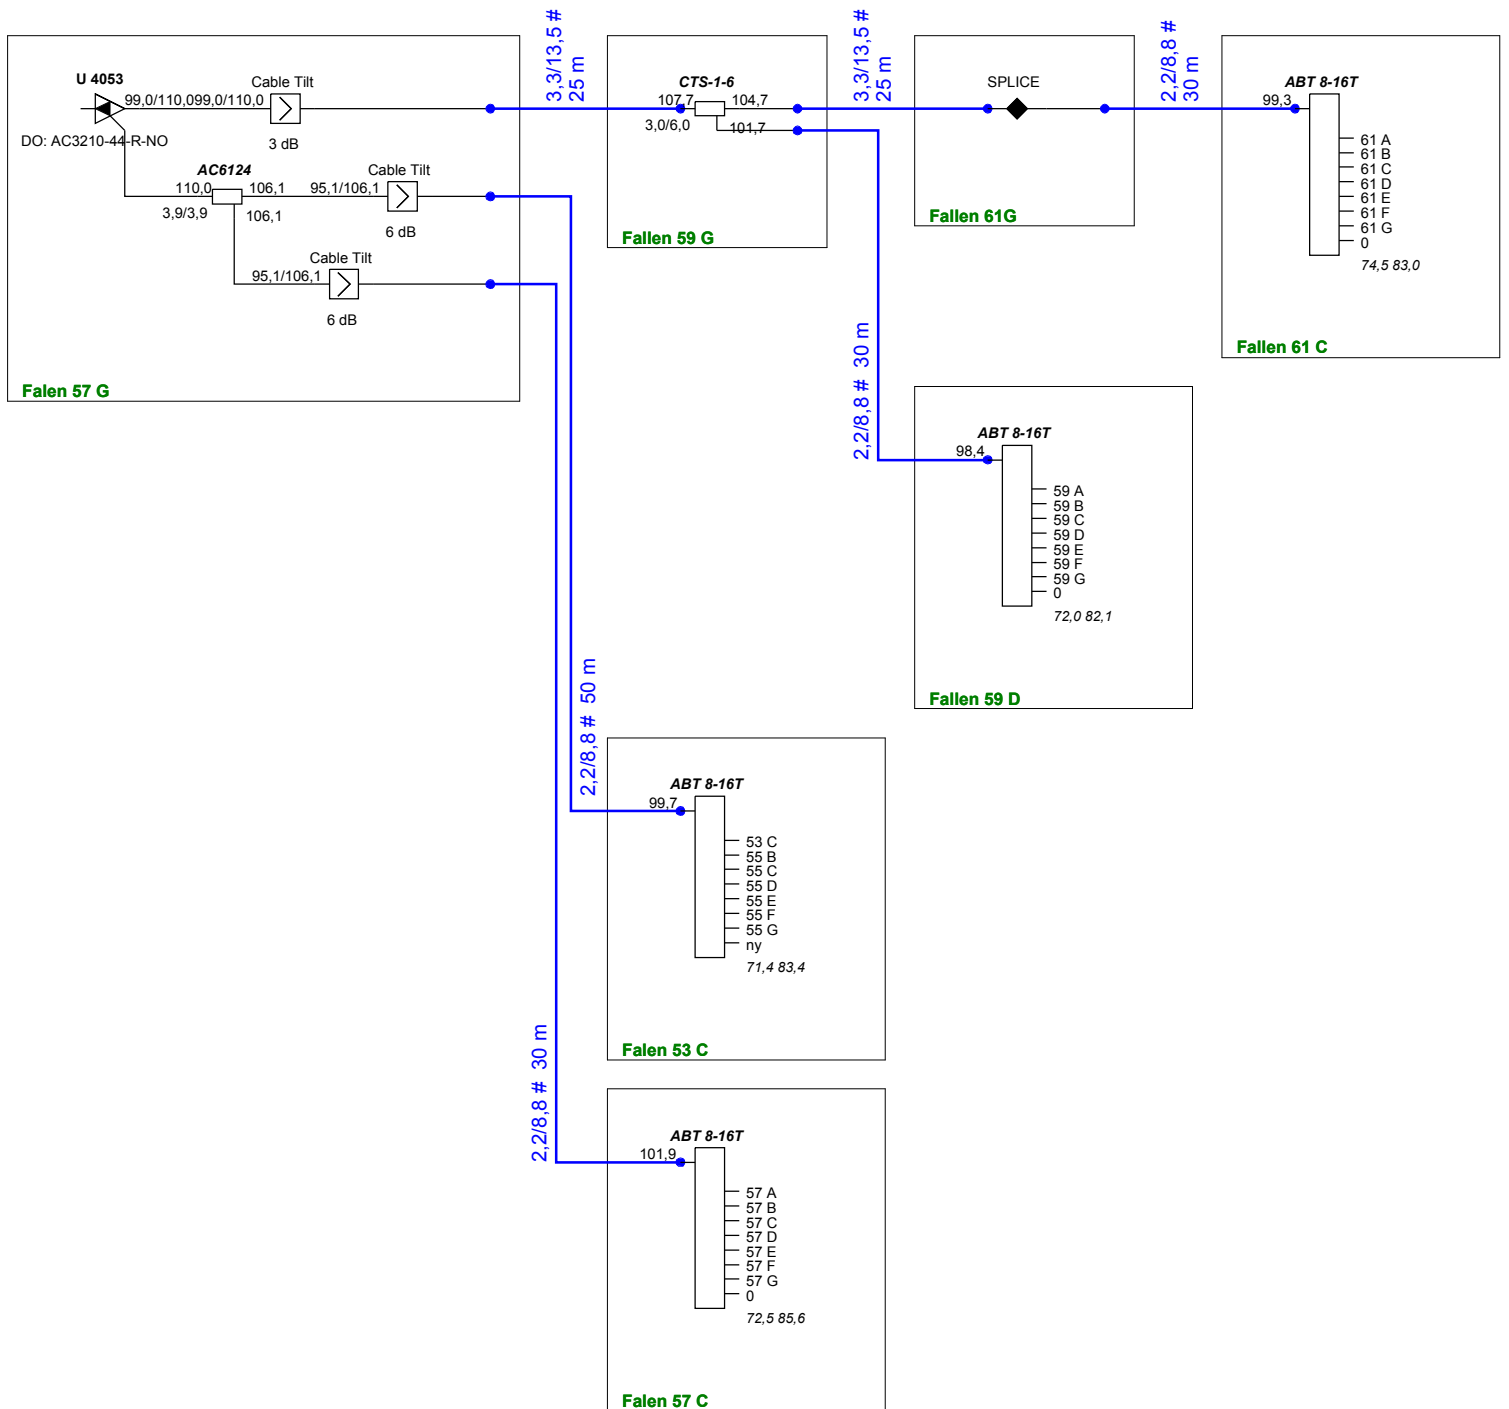 3,3/13,5 #
25 m
3,3/13,5 #
25 m
2,2/8,8 #
30 m
U 4053
99,0/110,099,0/110,0
Cable Tilt
3 dB
DO: AC3210-44-R-NO
AC6124
110,0
106,1
3,9/3,9
106,1
95,1/106,1
Cable Tilt
6 dB
95,1/106,1
Cable Tilt
6 dB
Falen 57 G
CTS-1-6
107,7
104,7
3,0/6,0
101,7
Fallen 59 G
SPLICE
Fallen 61G
ABT 8-16T
99,3
61 A
61 B
61 C
61 D
61 E
61 F
61 G
0
74,5 83,0
Fallen 61 C
2,2/8,8 # 30 m
ABT 8-16T
98,4
59 A
59 B
59 C
59 D
59 E
59 F
59 G
0
72,0 82,1
Fallen 59 D
2,2/8,8 # 50 m
ABT 8-16T
99,7
53 C
55 B
55 C
55 D
55 E
55 F
55 G
ny
71,4 83,4
Falen 53 C
2,2/8,8 # 30 m
ABT 8-16T
101,9
57 A
57 B
57 C
57 D
57 E
57 F
57 G
0
72,5 85,6
Fallen 57 C